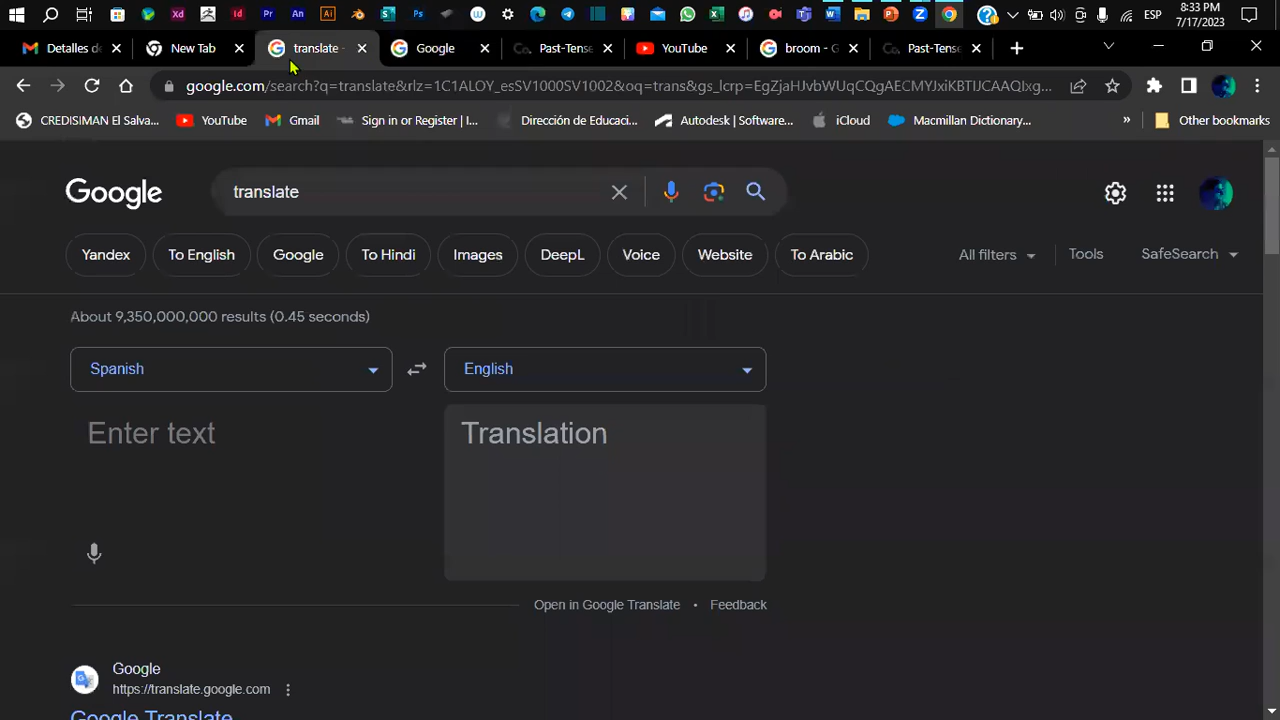 8:33 PM
ESP
7/17/2023
Detalles de
New Tab
translate -
Google
Past-Tense
YouTube
broom - G
Past-Tense
google.com/search?q=translate&rlz=1C1ALOY_esSV1000SV1002&oq=trans&gs_lcrp=EgZjaHJvbWUqCQgAECMYJxiKBTIJCAAQIxg...
CREDISIMAN El Salva...
YouTube
Gmail
Sign in or Register | I...
Dirección de Educaci...
Autodesk | Software...
iCloud
Macmillan Dictionary...
»
Other bookmarks
Google
translate
Yandex
To English
Google
To Hindi
Images
DeepL
Voice
Website
To Arabic
All filters
Tools
SafeSearch
About 9,350,000,000 results (0.45 seconds)
Spanish
English
Enter text
Translation
Open in Google Translate • Feedback
Google
https://translate.google.com
Google Translate